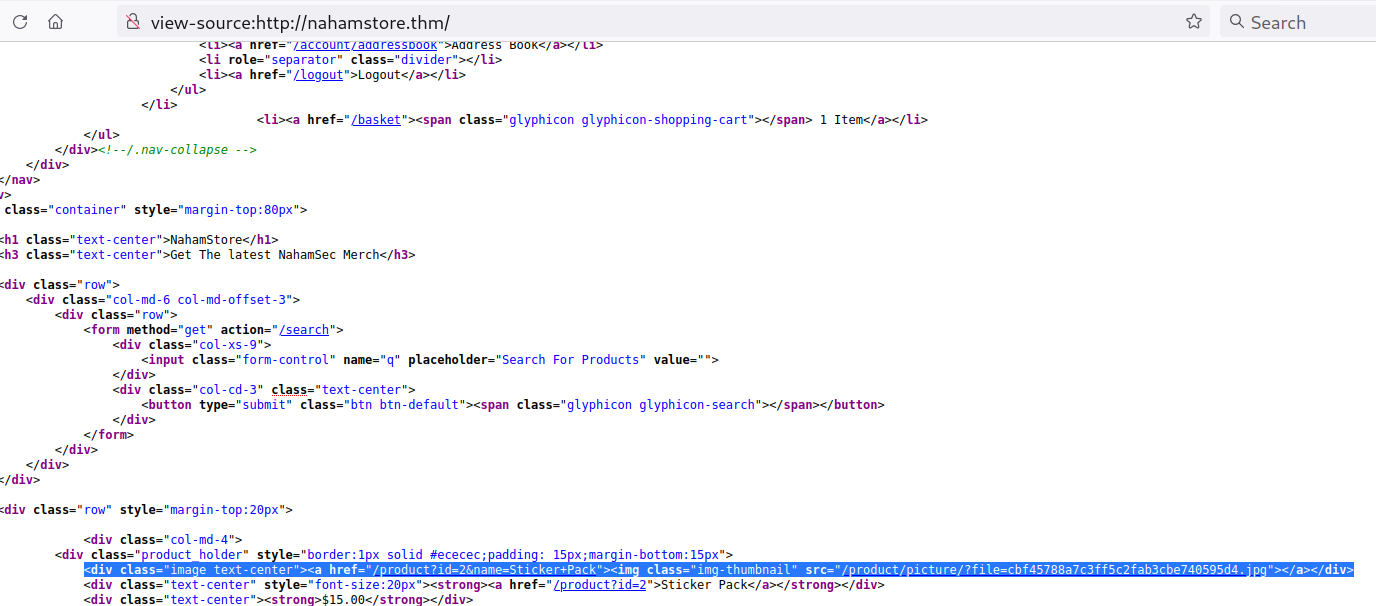 view-source:http://nahamstore.thm/ Search
<li><a href="/account/addressbook">Address Book</a></li>
<li role="separator" class="divider"></li>
<li><a href="/logout">Logout</a></li>
</ul>
</li>
<li><a href="/basket"><span class="glyphicon glyphicon-shopping-cart"></span> 1 Item</a></li>
</ul>
</div><!--/.nav-collapse -->
</div>
</nav>
v>
class="container" style="margin-top:80px">
<h1 class="text-center">NahamStore</h1>
<h3 class="text-center">Get The latest NahamSec Merch</h3>
<div class="row">
<div class="col-md-6 col-md-offset-3">
<div class="row">
<form method="get" action="/search">
<div class="col-xs-9">
<input class="form-control" name="q" placeholder="Search For Products" value="">
</div>
<div class="col-cd-3" class="text-center">
<button type="submit" class="btn btn-default"><span class="glyphicon glyphicon-search"></span></button>
</div>
</form>
</div>
</div>
</div>
<div class="row" style="margin-top:20px">
<div class="col-md-4">
<div class="product_holder" style="border:1px solid #ececec;padding: 15px;margin-bottom:15px">
<div class="image text-center"><a href="/product?id=2&name=Sticker+Pack"><img class="img-thumbnail" src="/product/picture/?file=cbf45788a7c3ff5c2fab3cbe740595d4.jpg"></a></div>
<div class="text-center" style="font-size:20px"><strong><a href="/product?id=2">Sticker Pack</a></strong></div>
<div class="text-center"><strong>$15.00</strong></div>